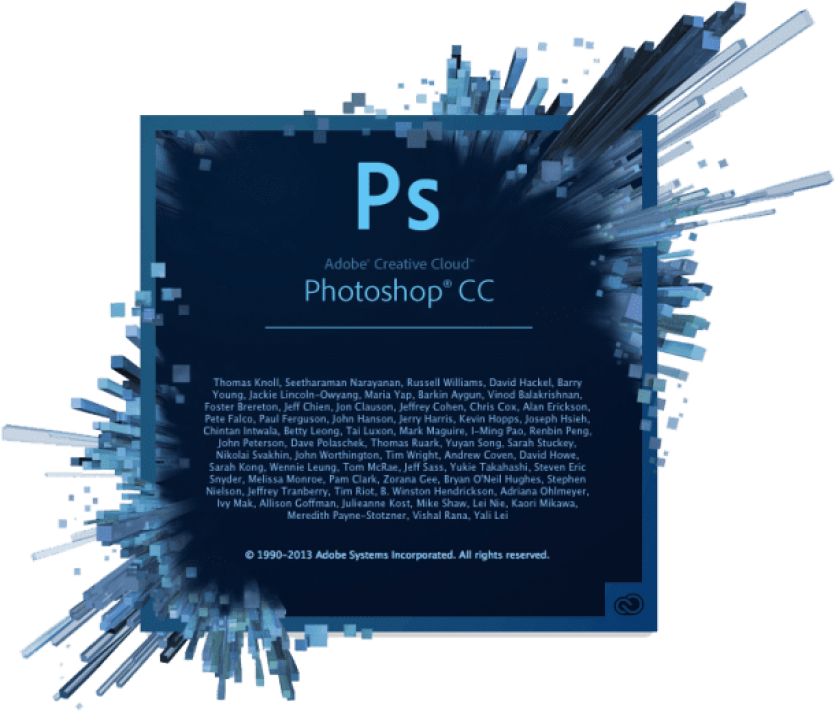 Ps
Adobe® Creative Cloud™
Photoshop® CC
Thomas Knoll, Seetharaman Narayanan, Russell Williams, David Hackel, Barry
Young, Jackie Lincoln-Owyang, Maria Yap, Barkin Aygun, Vinod Balakrishnan,
Foster Brereton, Jeff Chien, Jon Clauson, Jeffrey Cohen, Chris Cox, Alan Erickson,
Pete Falco, Paul Ferguson, John Hanson, Jerry Harris, Kevin Hopps, Joseph Hsieh,
Chintan Intwala, Betty Leong, Tai Luxon, Mark Maguire, I-Ming Pao, Renbin Peng,
John Peterson, Dave Polaschek, Thomas Ruark, Yuyan Song, Sarah Stuckey,
Nikolai Svakhin, John Worthington, Tim Wright, Andrew Coven, David Howe,
Sarah Kong, Wennie Leung, Tom McRae, Jeff Sass, Yukie Takahashi, Steven Eric
Snyder, Melissa Monroe, Pam Clark, Zorana Gee, Bryan O'Neil Hughes, Stephen
Nielson, Jeffrey Tranberry, Tim Riot, B. Winston Hendrickson, Adriana Ohlmeyer,
Ivy Mak, Allison Goffman, Julieanne Kost, Mike Shaw, Lei Nie, Kaori Mikawa,
Meredith Payne-Stotzner, Vishal Rana, Yali Lei
© 1990-2013 Adobe Systems Incorporated. All rights reserved.